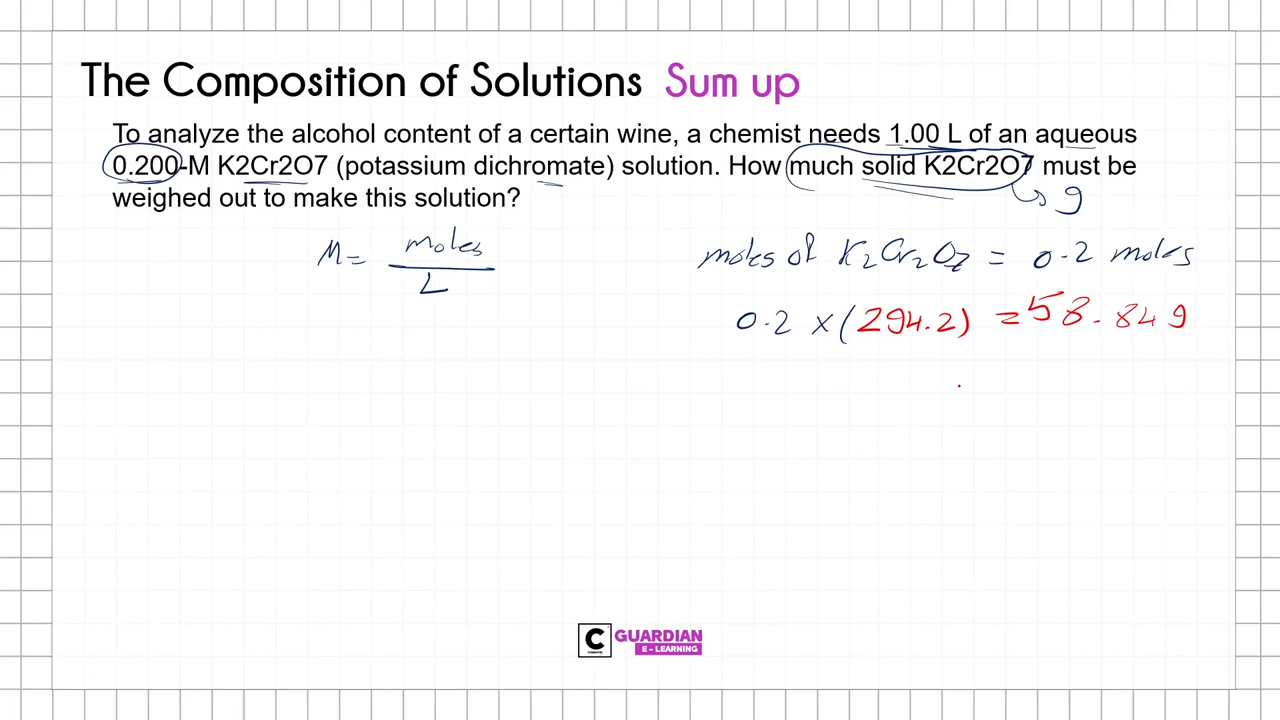 The Composition of Solutions Sum up
To analyze the alcohol content of a certain wine, a chemist needs 1.00 L of an aqueous
0.200-M K2Cr2O7 (potassium dichromate) solution. How much solid K2Cr2O7 must be
weighed out to make this solution?
g
M = moles / L
moles of K₂Cr₂O₇ = 0.2 moles
0.2 × (294.2) = 58.84g
C GUARDIAN
E - LEARNING